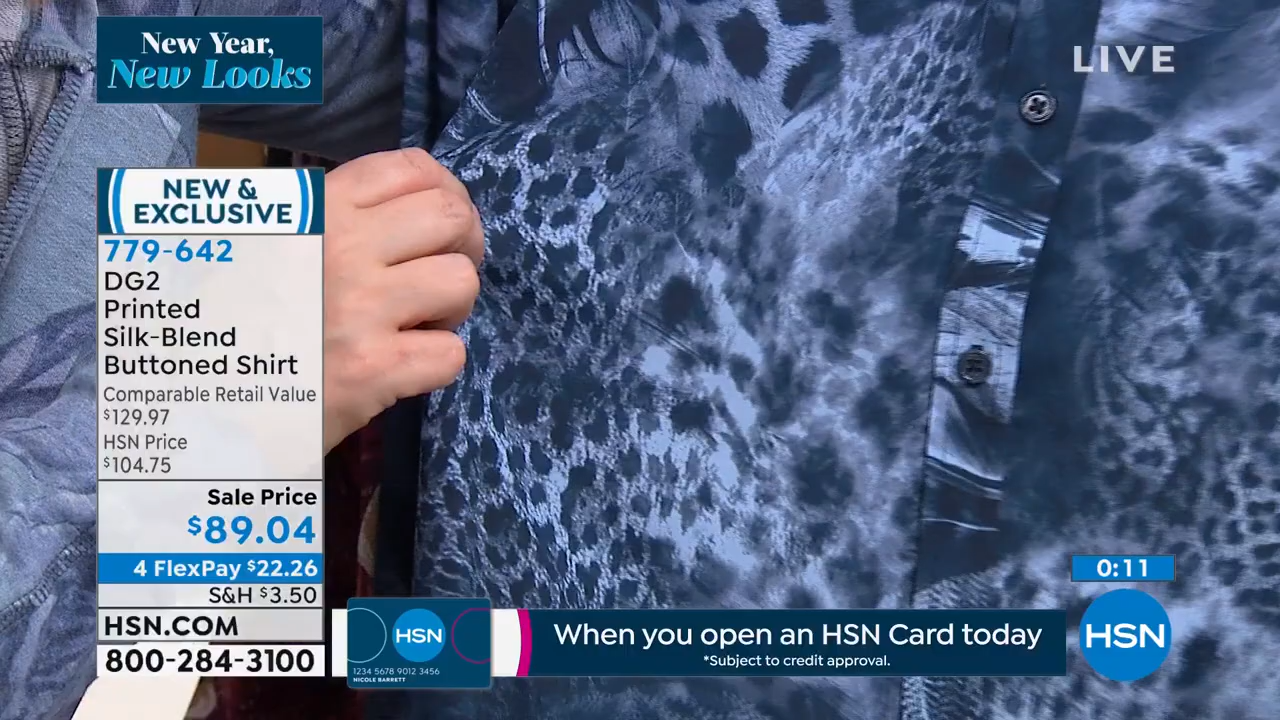 New Year,
New Looks
LIVE
NEW &
EXCLUSIVE
779-642
DG2
Printed
Silk-Blend
Buttoned Shirt
Comparable Retail Value
$129.97
HSN Price
$104.75
Sale Price
$89.04
4 FlexPay $22.26
S&H $3.50
HSN.COM
800-284-3100
HSN
1234 5678 9012 3456
NICOLE BARRETT
When you open an HSN Card today
*Subject to credit approval.
0:11
HSN